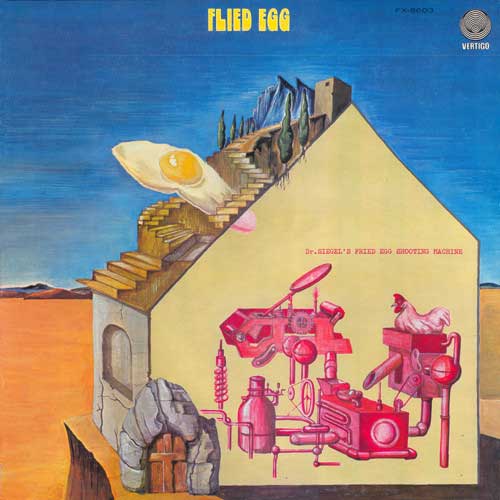 FLIED EGG
FX-8603
VERTIGO
Dr.SIEGEL'S FRIED EGG SHOOTING MACHINE